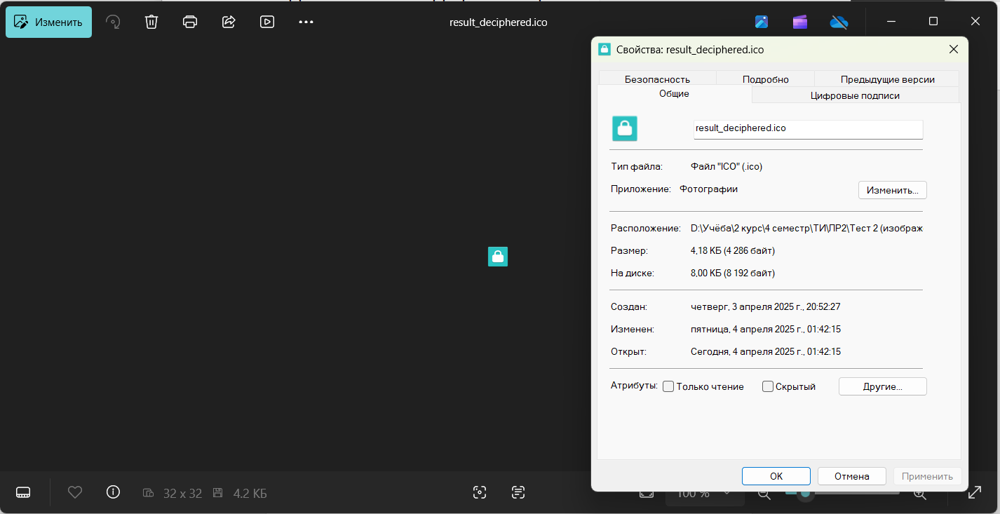 Изменить
result_deciphered.ico
Свойства: result_deciphered.ico
Безопасность
Подробно
Предыдущие версии
Общие
Цифровые подписи
result_deciphered.ico
Тип файла:
Файл "ICO" (.ico)
Приложение:
Фотографии
Изменить...
Расположение:
D:\Учёба\2 курс\4 семестр\ТИ\ЛР2\Тест 2 (изображ
Размер:
4,18 КБ (4 286 байт)
На диске:
8,00 КБ (8 192 байт)
Создан:
четверг, 3 апреля 2025 г., 20:52:27
Изменен:
пятница, 4 апреля 2025 г., 01:42:15
Открыт:
Сегодня, 4 апреля 2025 г., 01:42:15
Атрибуты:
Только чтение
Скрытый
Другие...
OK
Отмена
Применить
32 x 32
4.2 КБ
100 %